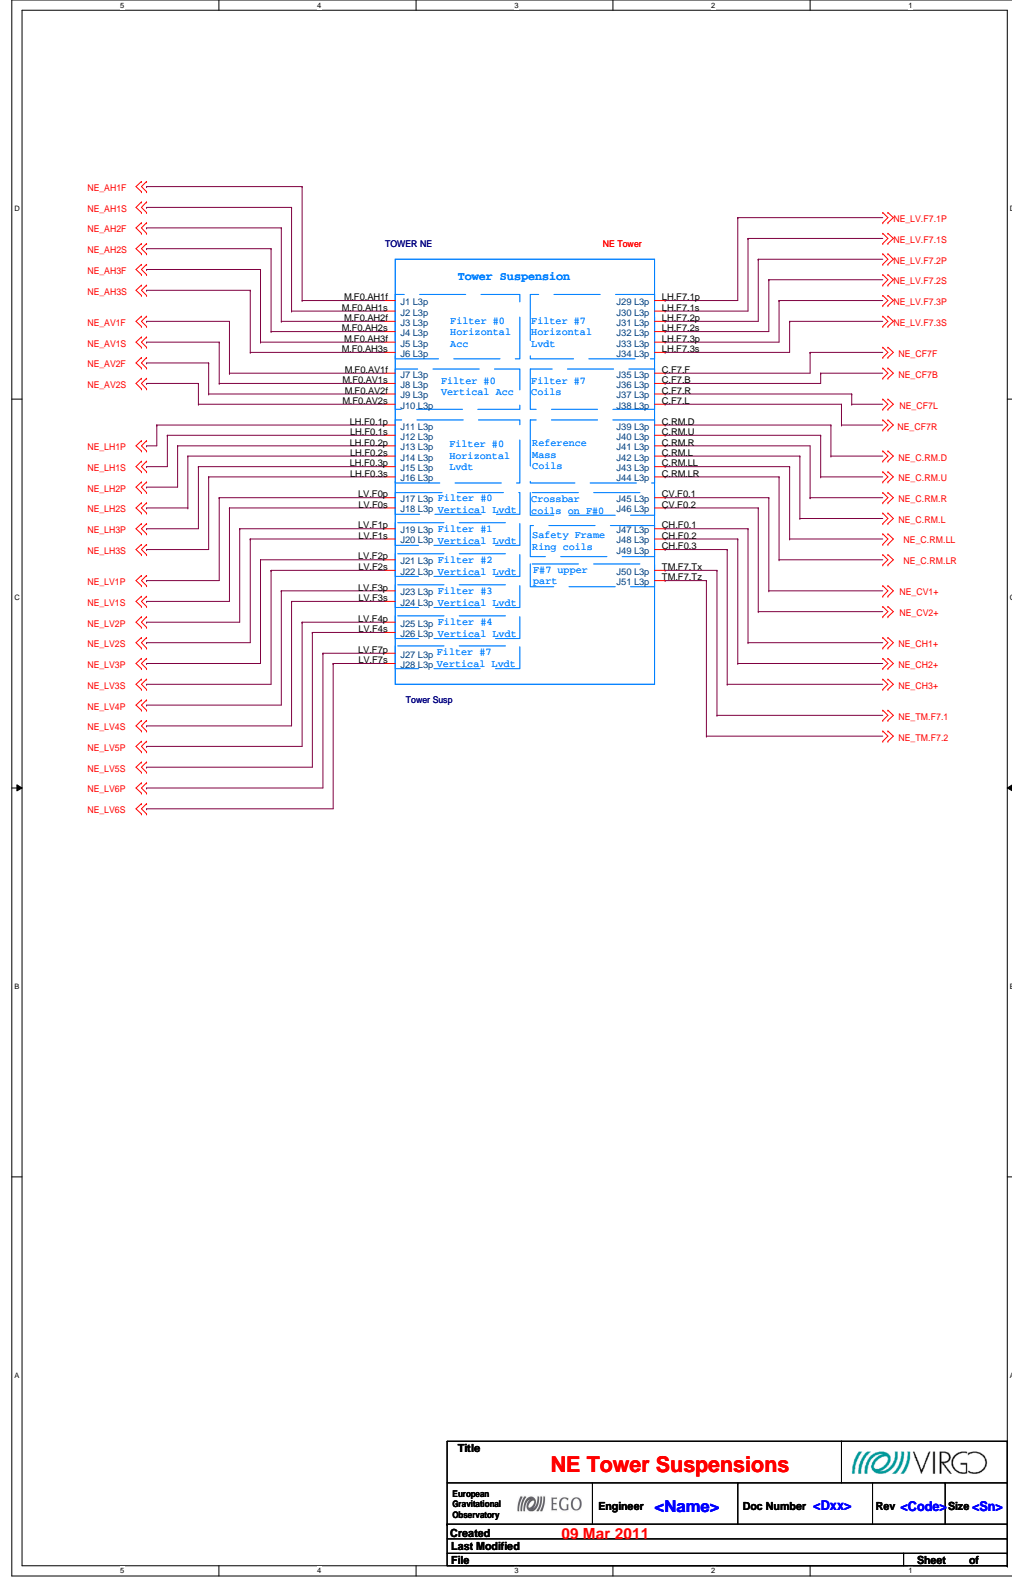 5 4 3 2 1
D D
C C
B B
A A
TOWER NE
NE Tower
Tower Suspension
NE_AH1F
NE_AH1S
NE_AH2F
NE_AH2S
NE_AH3F
NE_AH3S
NE_AV1F
NE_AV1S
NE_AV2F
NE_AV2S
NE_LH1P
NE_LH1S
NE_LH2P
NE_LH2S
NE_LH3P
NE_LH3S
NE_LV1P
NE_LV1S
NE_LV2P
NE_LV2S
NE_LV3P
NE_LV3S
NE_LV4P
NE_LV4S
NE_LV5P
NE_LV5S
NE_LV6P
NE_LV6S
M.F0.AH1f J1 L3p
M.F0.AH1s J2 L3p
M.F0.AH2f J3 L3p
M.F0.AH2s J4 L3p
M.F0.AH3f J5 L3p
M.F0.AH3s J6 L3p
Filter #0
Horizontal
Acc
M.F0.AV1f J7 L3p
M.F0.AV1s J8 L3p
M.F0.AV2f J9 L3p
M.F0.AV2s J10 L3p
Filter #0
Vertical Acc
LH.F0.1p J11 L3p
LH.F0.1s J12 L3p
LH.F0.2p J13 L3p
LH.F0.2s J14 L3p
LH.F0.3p J15 L3p
LH.F0.3s J16 L3p
Filter #0
Horizontal
Lvdt
LV.F0p J17 L3p Filter #0
LV.F0s J18 L3p Vertical Lvdt
LV.F1p J19 L3p Filter #1
LV.F1s J20 L3p Vertical Lvdt
LV.F2p J21 L3p Filter #2
LV.F2s J22 L3p Vertical Lvdt
LV.F3p J23 L3p Filter #3
LV.F3s J24 L3p Vertical Lvdt
LV.F4p J25 L3p Filter #4
LV.F4s J26 L3p Vertical Lvdt
LV.F7p J27 L3p Filter #7
LV.F7s J28 L3p Vertical Lvdt
Filter #7
Horizontal
Lvdt
J29 L3p LH.F7.1p
J30 L3p LH.F7.1s
J31 L3p LH.F7.2p
J32 L3p LH.F7.2s
J33 L3p LH.F7.3p
J34 L3p LH.F7.3s
Filter #7
Coils
J35 L3p C.F7.F
J36 L3p C.F7.B
J37 L3p C.F7.R
J38 L3p C.F7.L
Reference
Mass
Coils
J39 L3p C.RM.D
J40 L3p C.RM.U
J41 L3p C.RM.R
J42 L3p C.RM.L
J43 L3p C.RM.LL
J44 L3p C.RM.LR
Crossbar J45 L3p CV.F0.1
coils on F#0 J46 L3p CV.F0.2
Safety Frame
Ring coils
J47 L3p CH.F0.1
J48 L3p CH.F0.2
J49 L3p CH.F0.3
F#7 upper J50 L3p TM.F7.Tx
part J51 L3p TM.F7.Tz
NE_LV.F7.1P
NE_LV.F7.1S
NE_LV.F7.2P
NE_LV.F7.2S
NE_LV.F7.3P
NE_LV.F7.3S
NE_CF7F
NE_CF7B
NE_CF7L
NE_CF7R
NE_C.RM.D
NE_C.RM.U
NE_C.RM.R
NE_C.RM.L
NE_C.RM.LL
NE_C.RM.LR
NE_CV1+
NE_CV2+
NE_CH1+
NE_CH2+
NE_CH3+
NE_TM.F7.1
NE_TM.F7.2
Tower Susp
Title
NE Tower Suspensions
VIRGO
European
Gravitational
Observatory
EGO
Engineer <Name>
Doc Number <Dxx>
Rev <Code>
Size <Sn>
Created 09 Mar 2011
Last Modified
File
Sheet of
5 4 3 2 1